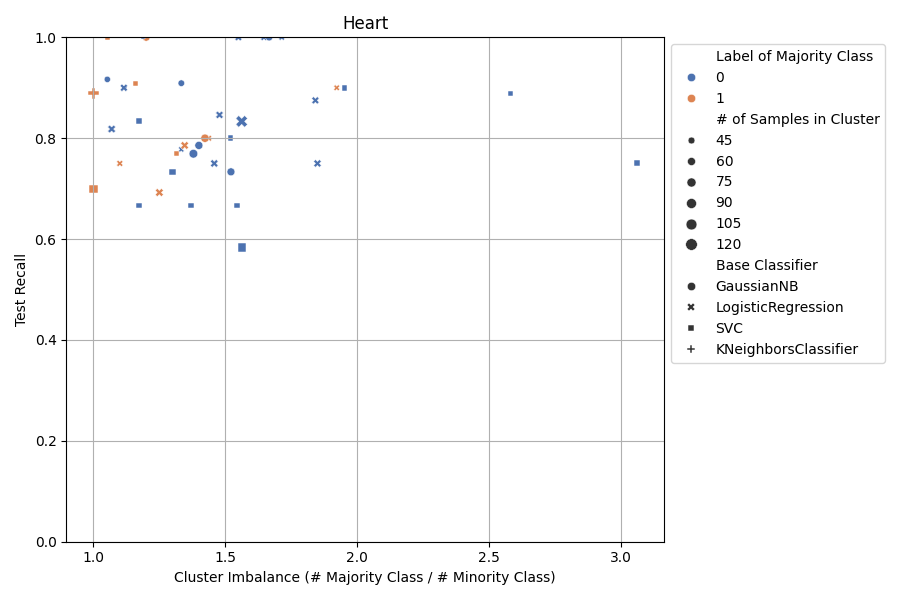 Heart
Test Recall
1.0
0.8
0.6
0.4
0.2
0.0
1.0 1.5 2.0 2.5 3.0
Cluster Imbalance (# Majority Class / # Minority Class)
Label of Majority Class
0
1
# of Samples in Cluster
45
60
75
90
105
120
Base Classifier
GaussianNB
LogisticRegression
SVC
KNeighborsClassifier